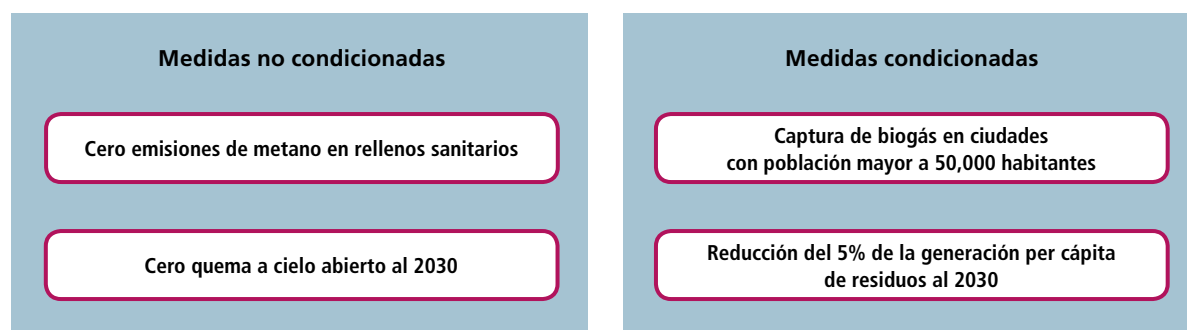 Medidas no condicionadas
Cero emisiones de metano en rellenos sanitarios
Cero quema a cielo abierto al 2030
Medidas condicionadas
Captura de biogás en ciudades
con población mayor a 50,000 habitantes
Reducción del 5% de la generación per cápita
de residuos al 2030